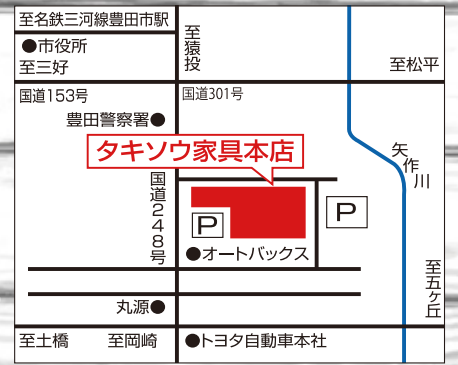 至名鉄三河線豊田市駅
●市役所
至三好
至猿投
至松平
国道153号
国道301号
豊田警察署●
タキソウ家具本店
矢作川
国道248号
P
P
●オートバックス
至五ヶ丘
丸源●
至土橋
至岡崎
●トヨタ自動車本社